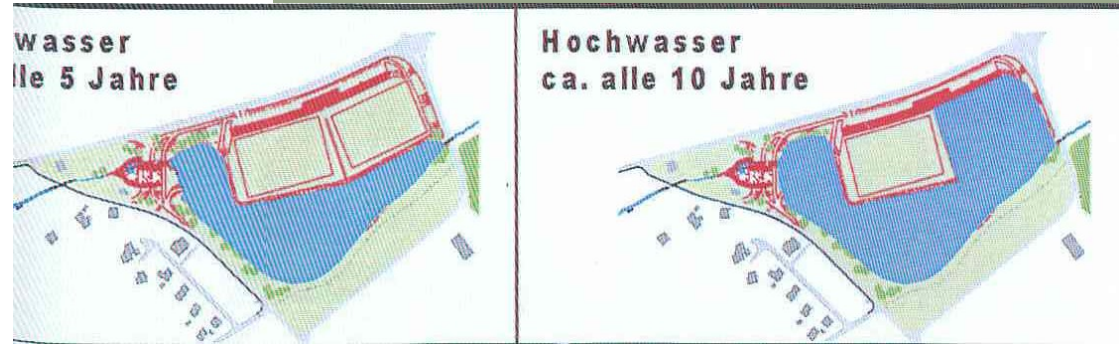 wasser
lle 5 Jahre
Hochwasser
ca. alle 10 Jahre